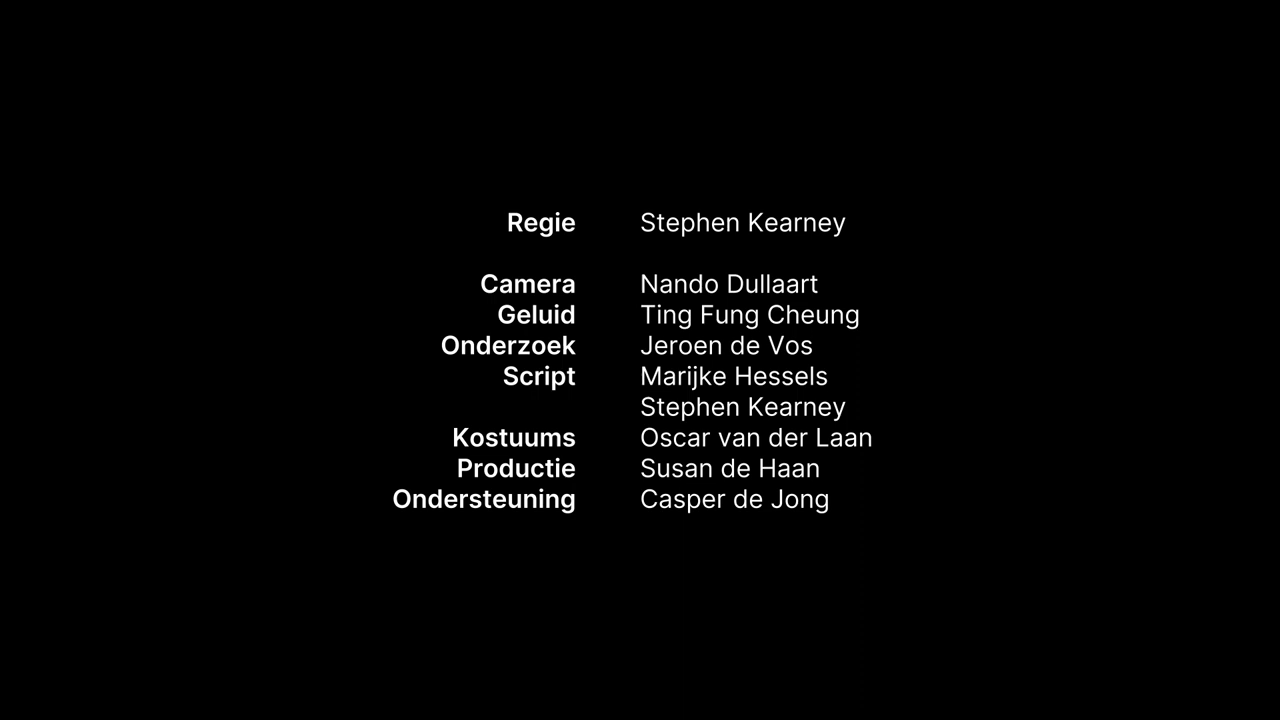 Regie Stephen Kearney
Camera Nando Dullaart
Geluid Ting Fung Cheung
Onderzoek Jeroen de Vos
Script Marijke Hessels
Stephen Kearney
Kostuums Oscar van der Laan
Productie Susan de Haan
Ondersteuning Casper de Jong